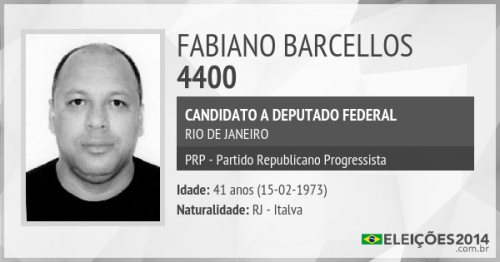 FABIANO BARCELLOS
4400
CANDIDATO A DEPUTADO FEDERAL
RIO DE JANEIRO
PRP - Partido Republicano Progressista
Idade: 41 anos (15-02-1973)
Naturalidade: RJ - Italva
ELEIÇÕES2014
.com.br